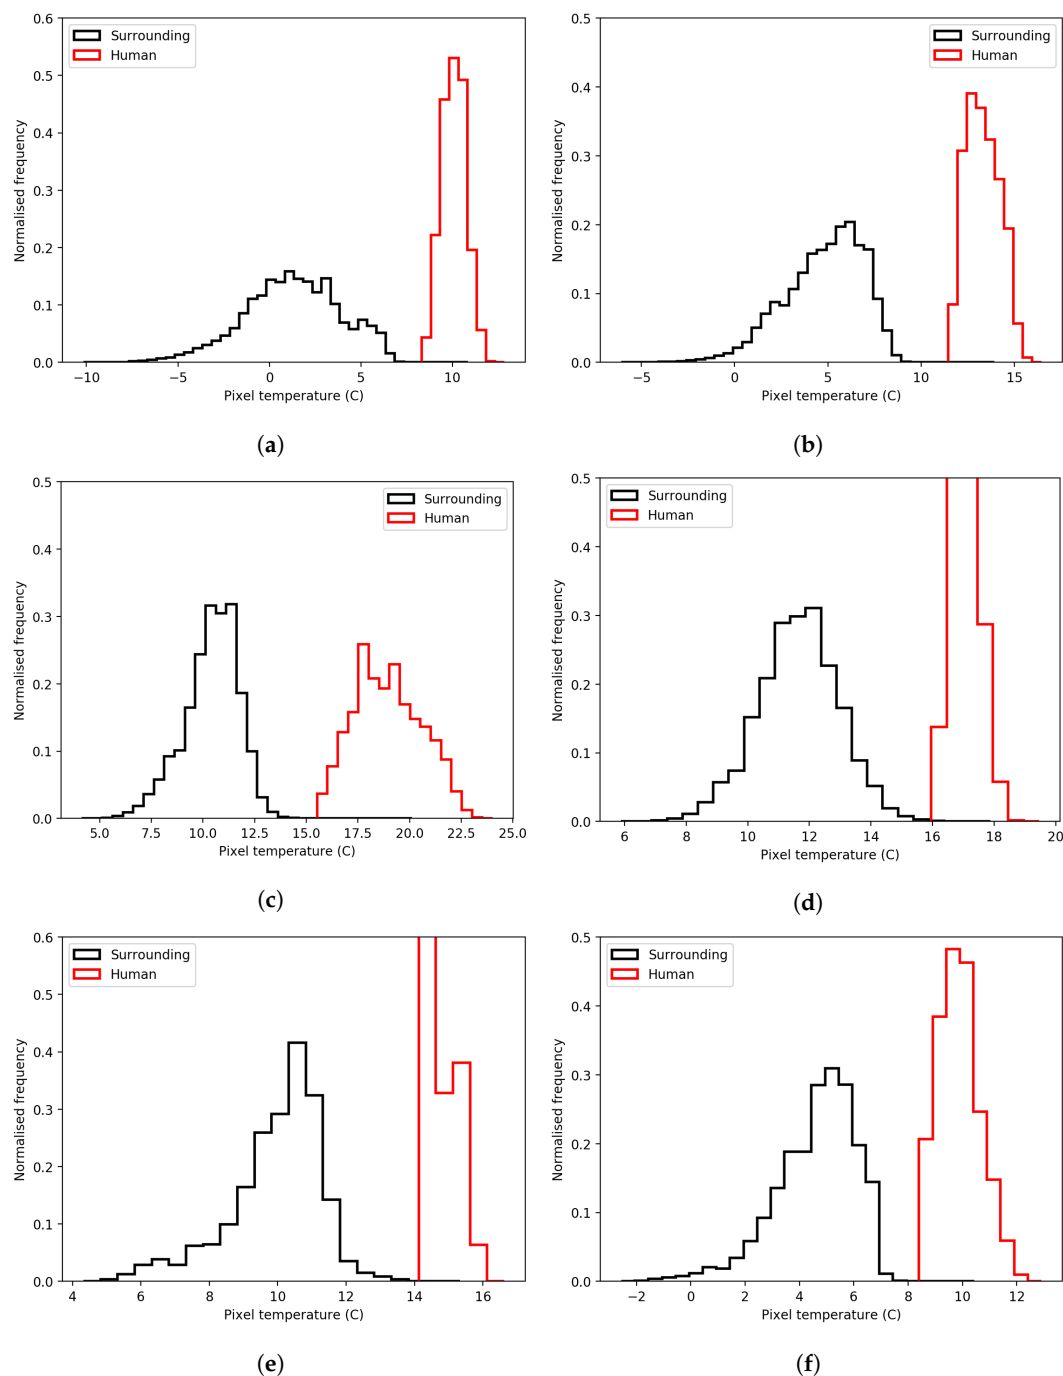 0.6
0.5
0.4
0.3
0.2
0.1
0.0
Normalised frequency
Surrounding
Human
−10 −5 0 5 10
Pixel temperature (C)
(a)
0.5
0.4
0.3
0.2
0.1
0.0
Normalised frequency
Surrounding
Human
−5 0 5 10 15
Pixel temperature (C)
(b)
0.5
0.4
0.3
0.2
0.1
0.0
Normalised frequency
Surrounding
Human
5.0 7.5 10.0 12.5 15.0 17.5 20.0 22.5 25.0
Pixel temperature (C)
(c)
0.5
0.4
0.3
0.2
0.1
0.0
Normalised frequency
Surrounding
Human
6 8 10 12 14 16 18 20
Pixel temperature (C)
(d)
0.6
0.5
0.4
0.3
0.2
0.1
0.0
Normalised frequency
Surrounding
Human
4 6 8 10 12 14 16
Pixel temperature (C)
(e)
0.5
0.4
0.3
0.2
0.1
0.0
Normalised frequency
Surrounding
Human
−2 0 2 4 6 8 10 12
Pixel temperature (C)
(f)